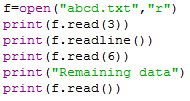 f=open("abcd.txt","r")
print(f.read(3))
print(f.readline())
print(f.read(6))
print("Remaining data")
print(f.read())